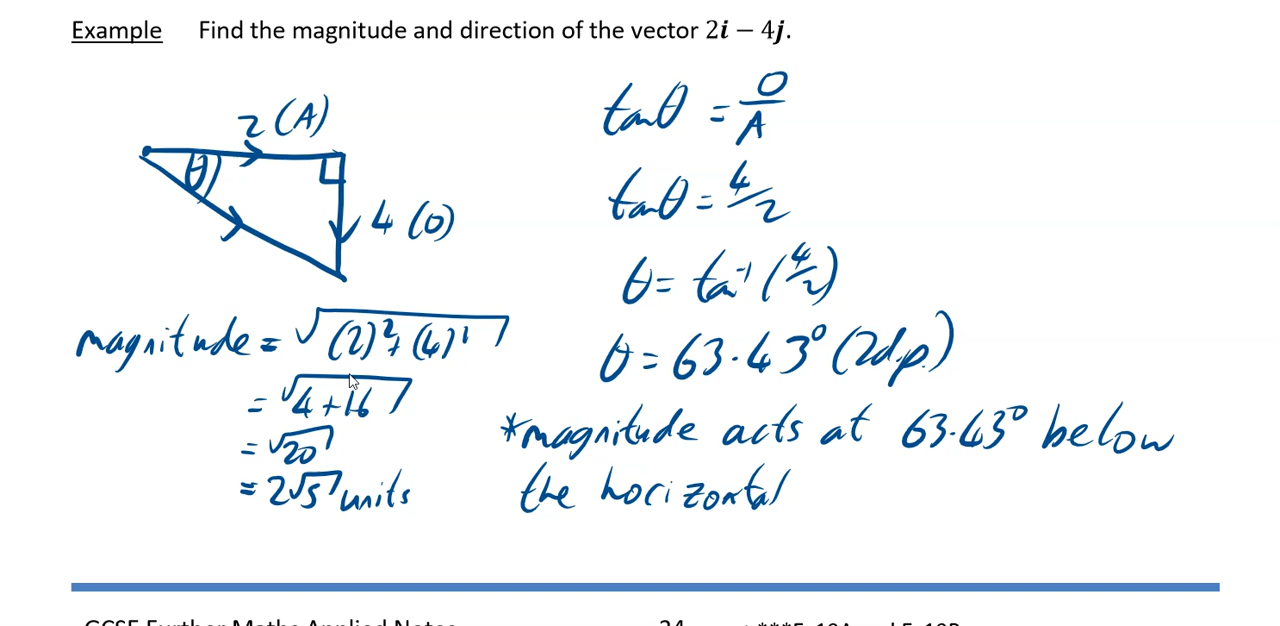 Example Find the magnitude and direction of the vector 2i − 4j.
2 (A)
θ
4 (O)
magnitude = √(2)²+(4)²
= √4+16
= √20
= 2√5 units
tanθ = O/A
tanθ = 4/2
θ = tan⁻¹(4/2)
θ = 63.43° (2d.p.)
*magnitude acts at 63.43° below
the horizontal
GCSE Further Maths Applied Notes